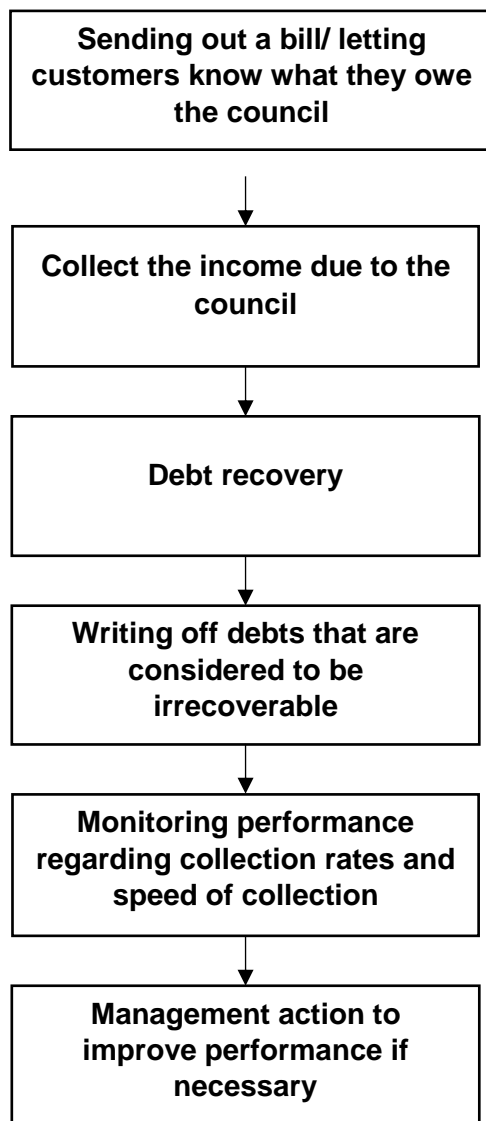 Sending out a bill/ letting
customers know what they owe
the council
Collect the income due to the
council
Debt recovery
Writing off debts that are
considered to be
irrecoverable
Monitoring performance
regarding collection rates and
speed of collection
Management action to
improve performance if
necessary